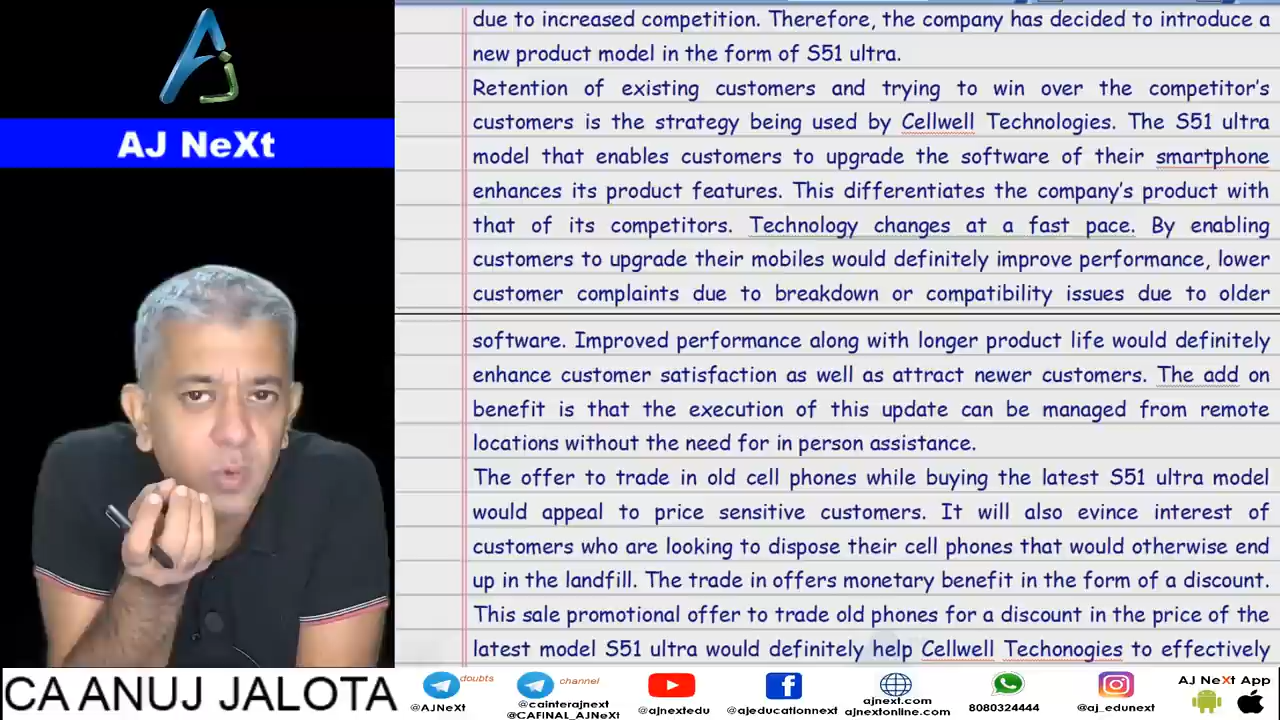 AJ NeXt
due to increased competition. Therefore, the company has decided to introduce a
new product model in the form of S51 ultra.
Retention of existing customers and trying to win over the competitor's
customers is the strategy being used by Cellwell Technologies. The S51 ultra
model that enables customers to upgrade the software of their smartphone
enhances its product features. This differentiates the company's product with
that of its competitors. Technology changes at a fast pace. By enabling
customers to upgrade their mobiles would definitely improve performance, lower
customer complaints due to breakdown or compatibility issues due to older
software. Improved performance along with longer product life would definitely
enhance customer satisfaction as well as attract newer customers. The add on
benefit is that the execution of this update can be managed from remote
locations without the need for in person assistance.
The offer to trade in old cell phones while buying the latest S51 ultra model
would appeal to price sensitive customers. It will also evince interest of
customers who are looking to dispose their cell phones that would otherwise end
up in the landfill. The trade in offers monetary benefit in the form of a discount.
This sale promotional offer to trade old phones for a discount in the price of the
latest model S51 ultra would definitely help Cellwell Techonogies to effectively
CA ANUJ JALOTA
doubts
@AJNeXt
channel
@cainterajnext
@CAFINAL_AJNeXt
@ajnextedu
@ajeducationnext
ajnext.com
ajnextonline.com
8080324444
@aj_edunext
AJ NeXt App